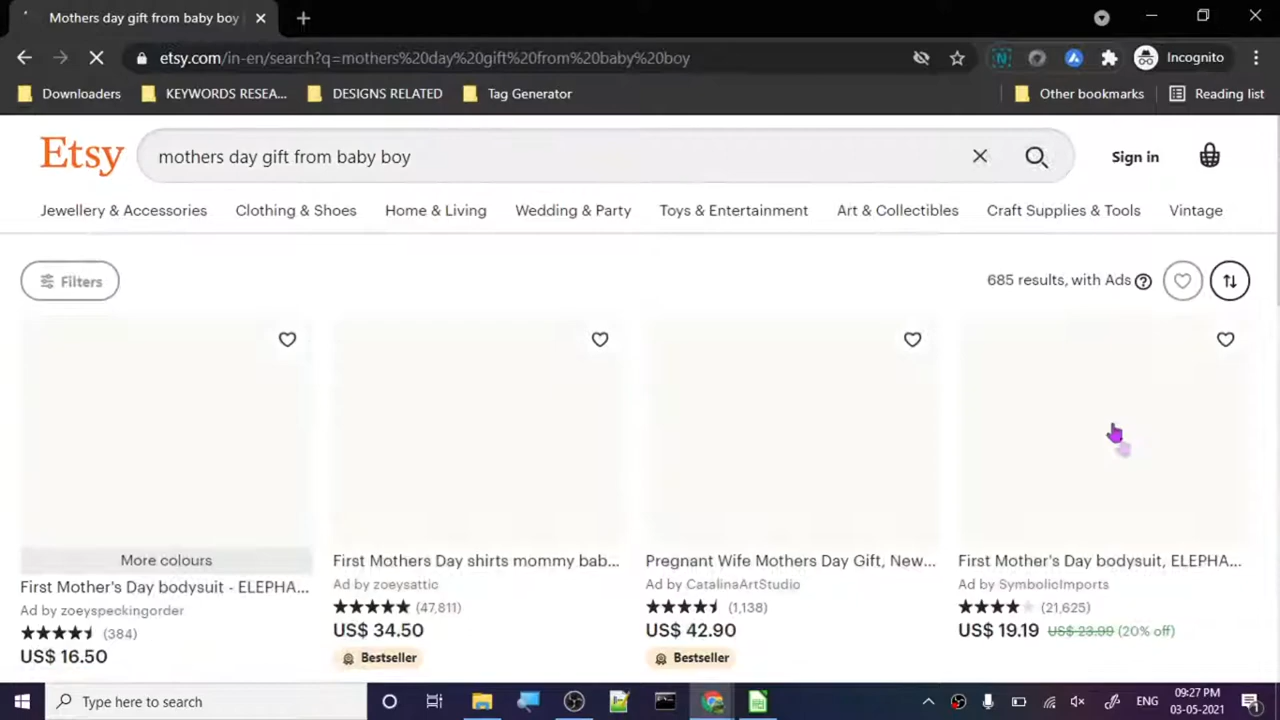 Mothers day gift from baby boy
etsy.com/in-en/search?q=mothers%20day%20gift%20from%20baby%20boy
Incognito
Downloaders
KEYWORDS RESEA...
DESIGNS RELATED
Tag Generator
Other bookmarks
Reading list
Etsy
mothers day gift from baby boy
Sign in
Jewellery & Accessories
Clothing & Shoes
Home & Living
Wedding & Party
Toys & Entertainment
Art & Collectibles
Craft Supplies & Tools
Vintage
Filters
685 results, with Ads
More colours
First Mother's Day bodysuit - ELEPHA...
Ad by zoeyspeckingorder
(384)
US$ 16.50
First Mothers Day shirts mommy bab...
Ad by zoeysattic
(47,811)
US$ 34.50
Bestseller
Pregnant Wife Mothers Day Gift, New...
Ad by CatalinaArtStudio
(1,138)
US$ 42.90
Bestseller
First Mother's Day bodysuit, ELEPHA...
Ad by SymbolicImports
(21,625)
US$ 19.19 US$ 23.99 (20% off)
Type here to search
ENG
09:27 PM
03-05-2021
1